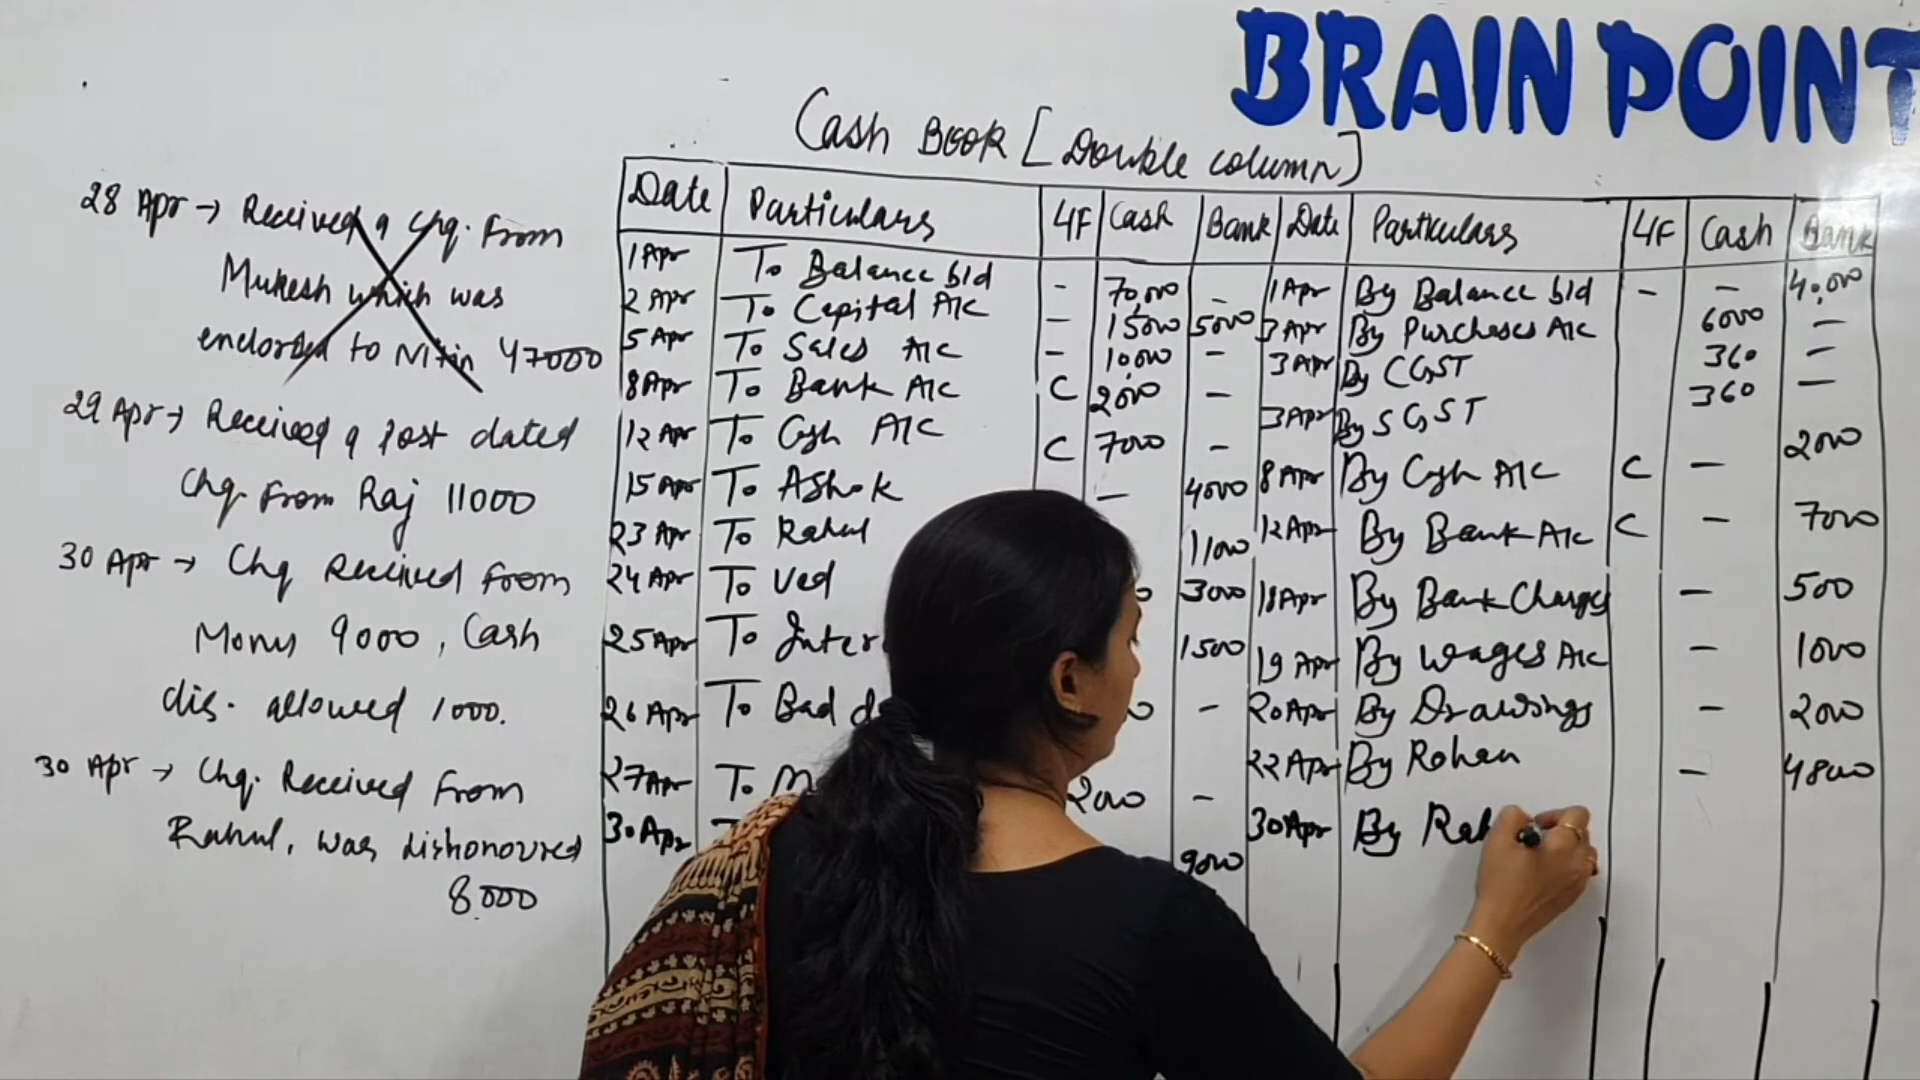 BRAIN POINT
Cash BOOK [Double column]
28 Apr → Received a chq. From
Mukesh which was
endorsed to Nitin 47000
29 Apr → Received a Post dated
Chq. From Raj 11000
30 Apr → Chq Received From
Monu 9000, Cash
dis. allowed 1000.
30 Apr → Chq. Received From
Rahul, was dishonoured
8000
Date Particulars LF Cash Bank Date Particulars LF Cash Bank
1 Apr To Balance b/d - 70,000 - 1 Apr By Balance b/d - - 40,000
2 Apr To Capital A/C - 15000 5000 3 Apr By Purchases A/C 6000 -
5 Apr To Sales A/C - 10,000 - 3 Apr By CGST 360 -
8 Apr To Bank A/C C 2000 - 3 Apr By SGST 360 -
12 Apr To Cash A/C C 7000 - 8 Apr By Cash A/C C - 2000
15 Apr To Ashok - 4000 12 Apr By Bank A/C C - 7000
23 Apr To Rahul 11000 18 Apr By Bank Charges - 500
24 Apr To Ved 3000 19 Apr By Wages A/C - 1000
25 Apr To 1500 20 Apr By Drawings - 2000
26 Apr To Bad - 22 Apr By Rohan - 4800
27 Apr To 2000 - 30 Apr By
30 Apr 9000